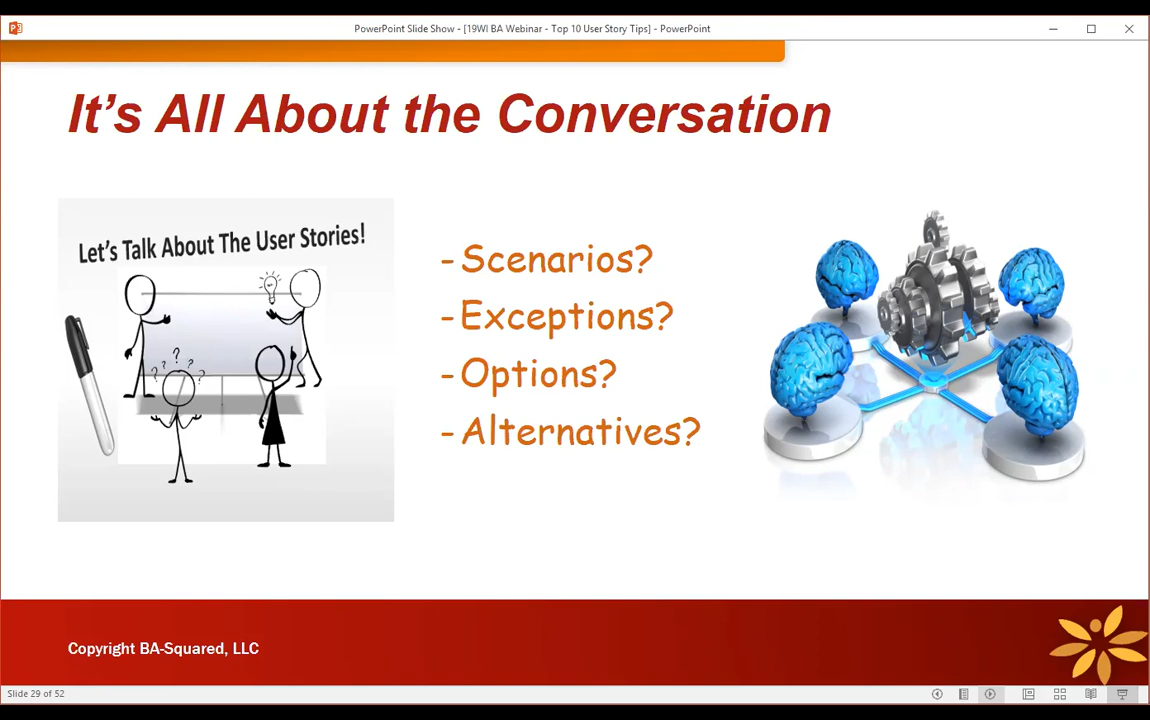 PowerPoint Slide Show - [19WI BA Webinar - Top 10 User Story Tips] - PowerPoint
It's All About the Conversation
Let's Talk About The User Stories!
? ? ? ? ?
-Scenarios?
-Exceptions?
-Options?
-Alternatives?
Copyright BA-Squared, LLC
Slide 29 of 52